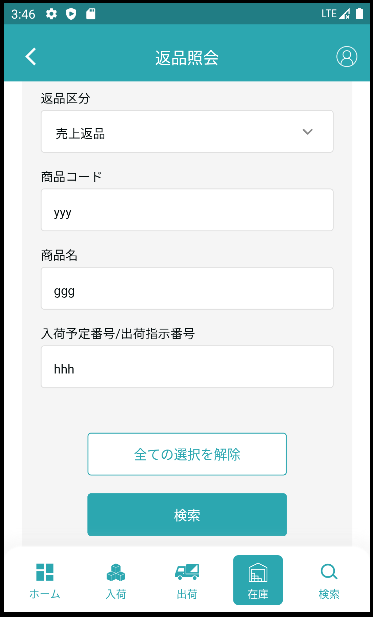 3:46
LTE
返品照会
返品区分
売上返品
商品コード
yyy
商品名
ggg
入荷予定番号/出荷指示番号
hhh
全ての選択を解除
検索
ホーム
入荷
出荷
在庫
検索